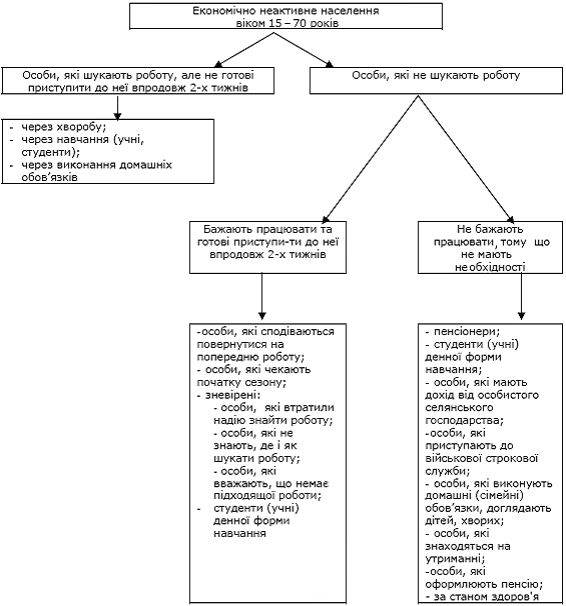 Економічно неактивне населення
віком 15 – 70 років
Особи, які шукають роботу, але не готові
приступити до неї впродовж 2-х тижнів
Особи, які не шукають роботу
- через хворобу;
- через навчання (учні,
студенти);
- через виконання домашніх
обов’язків
Бажають працювати та
готові приступи-ти до неї
впродовж 2-х тижнів
Не бажають
працювати, тому що
не мають
необхідності
-особи, які сподіваються
повернутися на
попередню роботу;
- особи, які чекають
початку сезону;
- зневірені:
- особи, які втратили
надію знайти роботу;
- особи, які не
знають, де і як
шукати роботу;
- особи, які
вважають, що немає
підходящої роботи;
- студенти (учні)
денної форми
навчання
- пенсіонери;
- студенти (учні)
денної форми
навчання;
- особи, які мають
дохід від особистого
селянського
господарства;
-особи, які
приступають до
військової строкової
служби;
- особи, які виконують
домашні (сімейні)
обов’язки, доглядають
дітей, хворих;
- особи, які
знаходяться на
утриманні;
-особи, які
оформлюють пенсію;
- за станом здоров'я